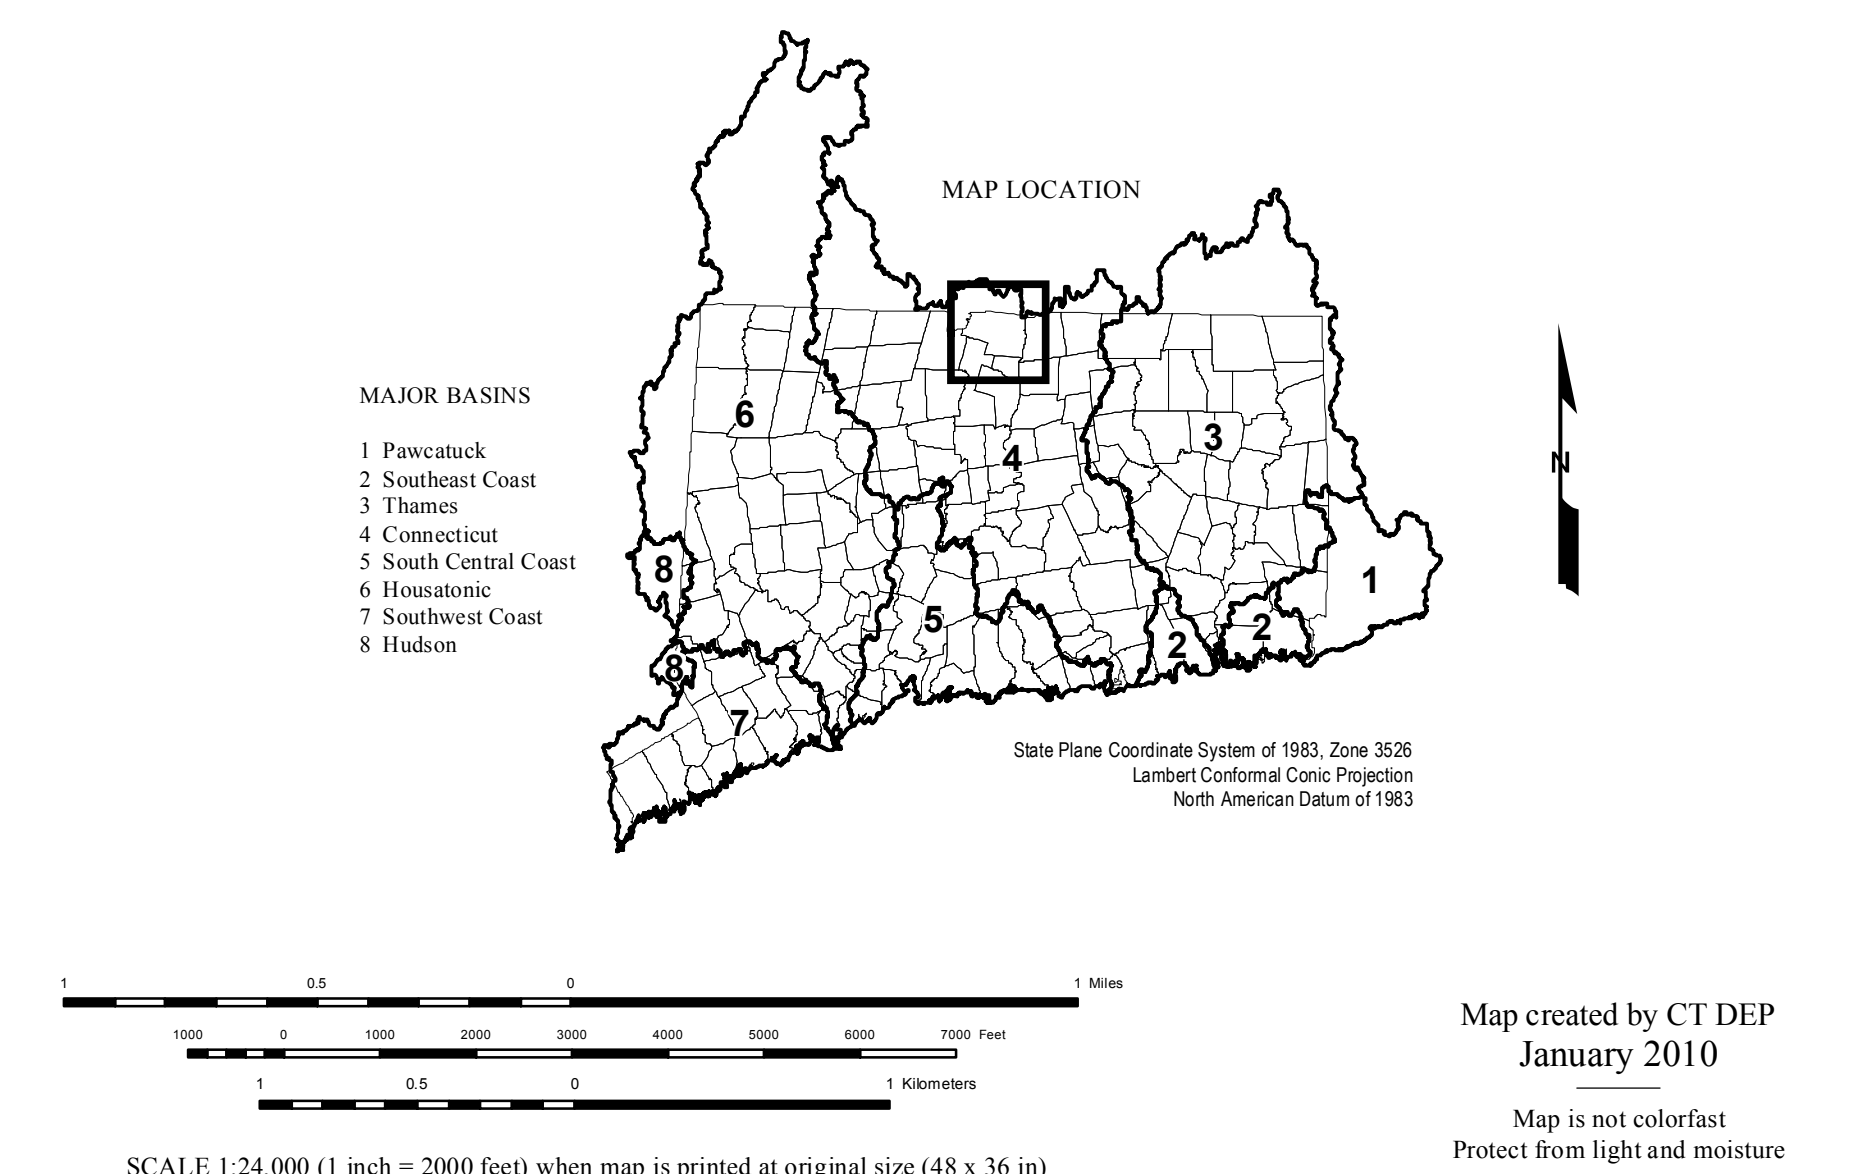 MAP LOCATION
MAJOR BASINS
1 Pawcatuck
2 Southeast Coast
3 Thames
4 Connecticut
5 South Central Coast
6 Housatonic
7 Southwest Coast
8 Hudson
6
4
3
8
1
5
2
2
8
7
N
State Plane Coordinate System of 1983, Zone 3526
Lambert Conformal Conic Projection
North American Datum of 1983
1 0.5 0 1 Miles
1000 0 1000 2000 3000 4000 5000 6000 7000 Feet
1 0.5 0 1 Kilometers
SCALE 1:24,000 (1 inch = 2000 feet) when map is printed at original size (48 x 36 in)
Map created by CT DEP
January 2010
Map is not colorfast
Protect from light and moisture